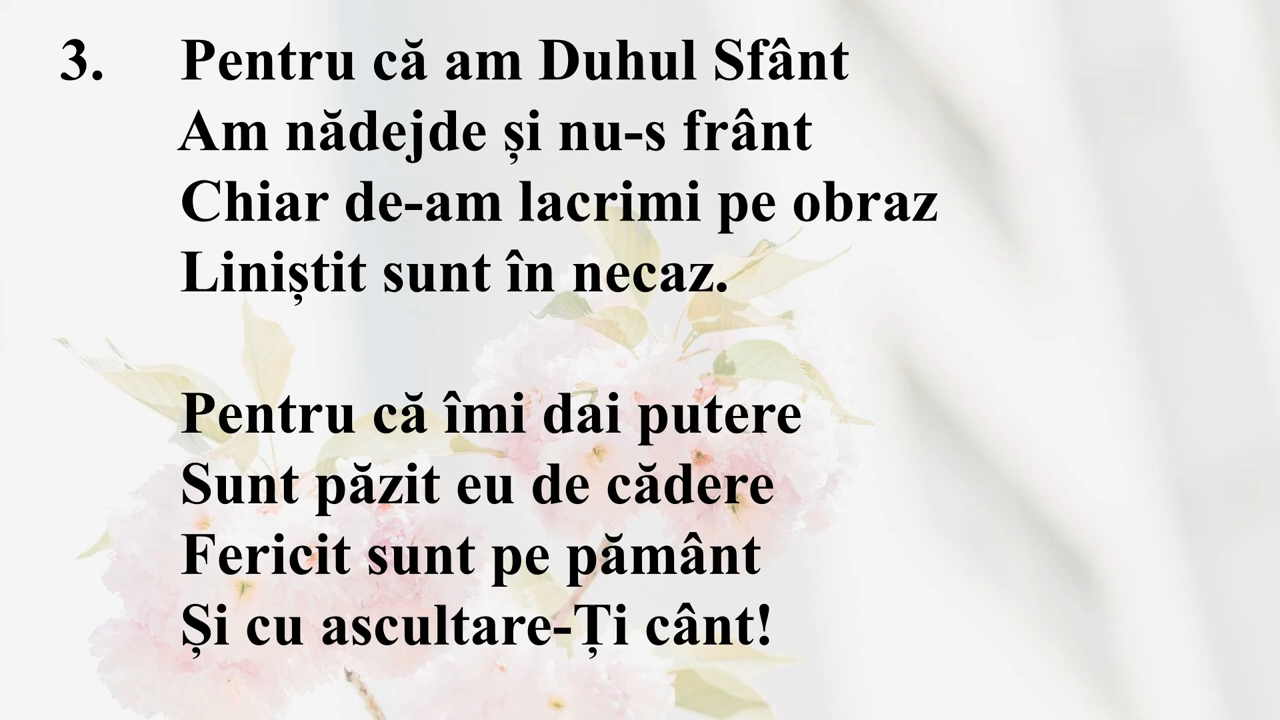 3. Pentru că am Duhul Sfânt
Am nădejde și nu-s frânt
Chiar de-am lacrimi pe obraz
Liniștit sunt în necaz.
Pentru că îmi dai putere
Sunt păzit eu de cădere
Fericit sunt pe pământ
Și cu ascultare-Ți cânt!